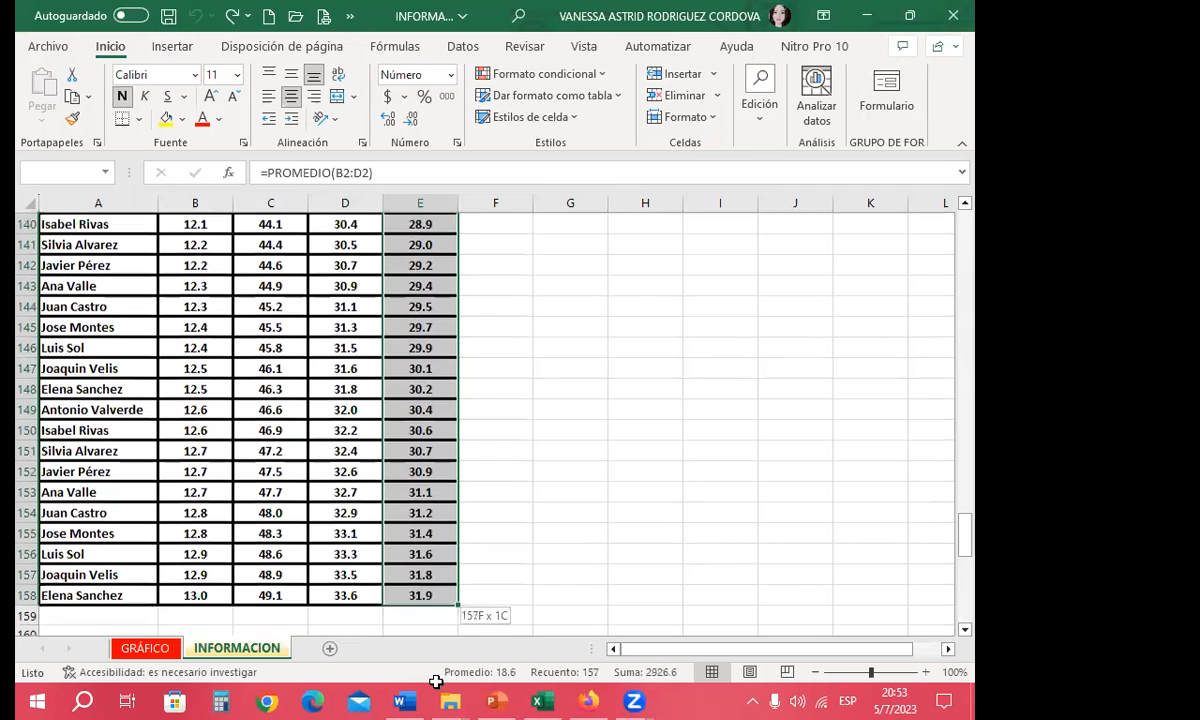 Autoguardado
INFORMA...
VANESSA ASTRID RODRIGUEZ CORDOVA
Archivo Inicio Insertar Disposición de página Fórmulas Datos Revisar Vista Automatizar Ayuda Nitro Pro 10
Pegar
Calibri 11
N K S A A
ab
Número
$ % 000
Formato condicional
Dar formato como tabla
Estilos de celda
Insertar
Eliminar
Formato
Edición
Analizar datos
Formulario
Portapapeles Fuente Alineación Número Estilos Celdas Análisis GRUPO DE FOR
fx =PROMEDIO(B2:D2)
A B C D E F G H I J K L
140 Isabel Rivas 12.1 44.1 30.4 28.9
141 Silvia Alvarez 12.2 44.4 30.5 29.0
142 Javier Pérez 12.2 44.6 30.7 29.2
143 Ana Valle 12.3 44.9 30.9 29.4
144 Juan Castro 12.3 45.2 31.1 29.5
145 Jose Montes 12.4 45.5 31.3 29.7
146 Luis Sol 12.4 45.8 31.5 29.9
147 Joaquin Velis 12.5 46.1 31.6 30.1
148 Elena Sanchez 12.5 46.3 31.8 30.2
149 Antonio Valverde 12.6 46.6 32.0 30.4
150 Isabel Rivas 12.6 46.9 32.2 30.6
151 Silvia Alvarez 12.7 47.2 32.4 30.7
152 Javier Pérez 12.7 47.5 32.6 30.9
153 Ana Valle 12.7 47.7 32.7 31.1
154 Juan Castro 12.8 48.0 32.9 31.2
155 Jose Montes 12.8 48.3 33.1 31.4
156 Luis Sol 12.9 48.6 33.3 31.6
157 Joaquin Velis 12.9 48.9 33.5 31.8
158 Elena Sanchez 13.0 49.1 33.6 31.9
159 157F x 1C
GRÁFICO INFORMACION
Listo Accesibilidad: es necesario investigar Promedio: 18.6 Recuento: 157 Suma: 2926.6 100%
ESP 20:53
5/7/2023